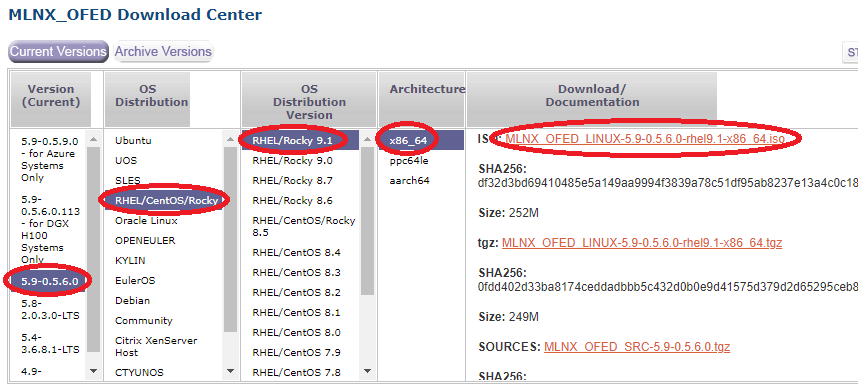 MLNX_OFED Download Center
Current Versions
Archive Versions
Version
(Current)
5.9-0.5.9.0
- for Azure
Systems
Only
5.9-
0.5.6.0.113
- for DGX
H100
Systems
Only
5.9-0.5.6.0
5.8-
2.0.3.0-LTS
5.4-
3.6.8.1-LTS
4.9-
OS
Distribution
Ubuntu
UOS
SLES
RHEL/CentOS/Rocky
Oracle Linux
OPENEULER
KYLIN
EulerOS
Debian
Community
Citrix XenServer
Host
CTYUNOS
OS
Distribution
Version
RHEL/Rocky 9.1
RHEL/Rocky 9.0
RHEL/Rocky 8.7
RHEL/Rocky 8.6
RHEL/CentOS/Rocky
8.5
RHEL/CentOS 8.4
RHEL/CentOS 8.3
RHEL/CentOS 8.2
RHEL/CentOS 8.1
RHEL/CentOS 8.0
RHEL/CentOS 7.9
RHEL/CentOS 7.8
Architecture
x86_64
ppc64le
aarch64
Download/
Documentation
ISO: MLNX_OFED_LINUX-5.9-0.5.6.0-rhel9.1-x86_64.iso
SHA256:
df32d3bd69410485e5a149aa9994f3839a78c51df95ab8237e13a4c0c18
Size: 252M
tgz: MLNX_OFED_LINUX-5.9-0.5.6.0-rhel9.1-x86_64.tgz
SHA256:
0fdd402d33ba8174ceddadbbb5c432d0b0e9d41575d379d2d65295ceb8
Size: 249M
SOURCES: MLNX_OFED_SRC-5.9-0.5.6.0.tgz
SHA256: